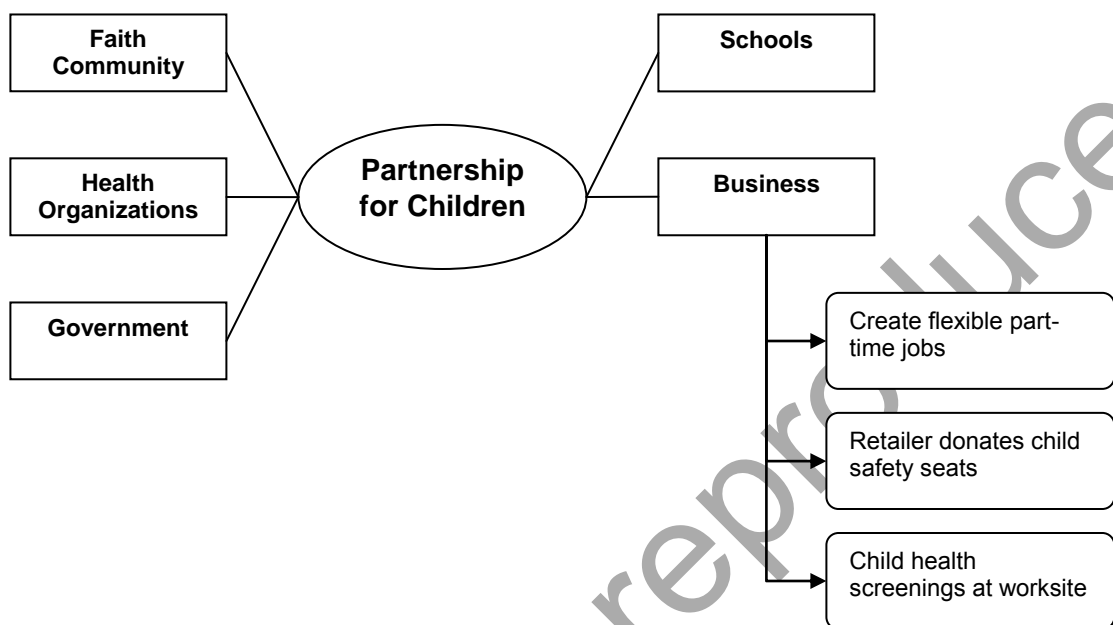 Faith
Community
Schools
Partnership
for Children
Health
Organizations
Business
Government
Create flexible part-
time jobs
Retailer donates child
safety seats
Child health
screenings at worksite
reproduce